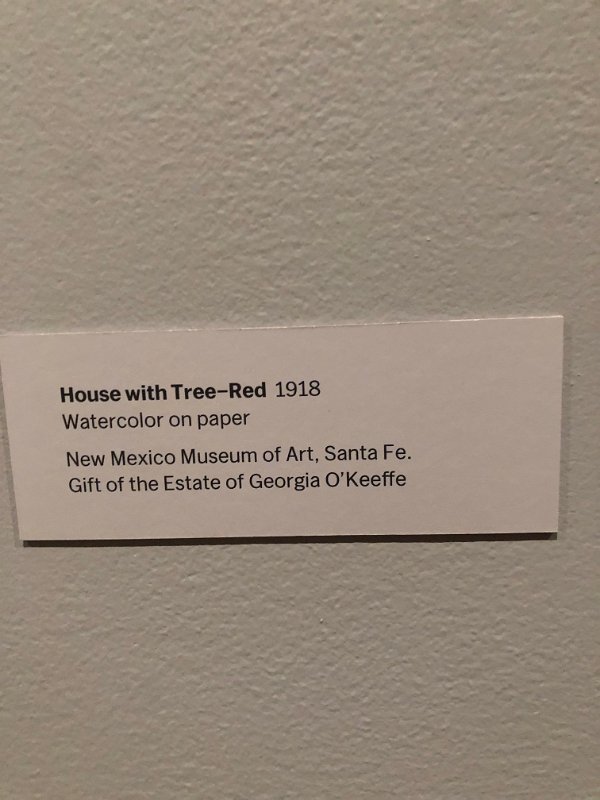 House with Tree–Red 1918
Watercolor on paper
New Mexico Museum of Art, Santa Fe.
Gift of the Estate of Georgia O’Keeffe